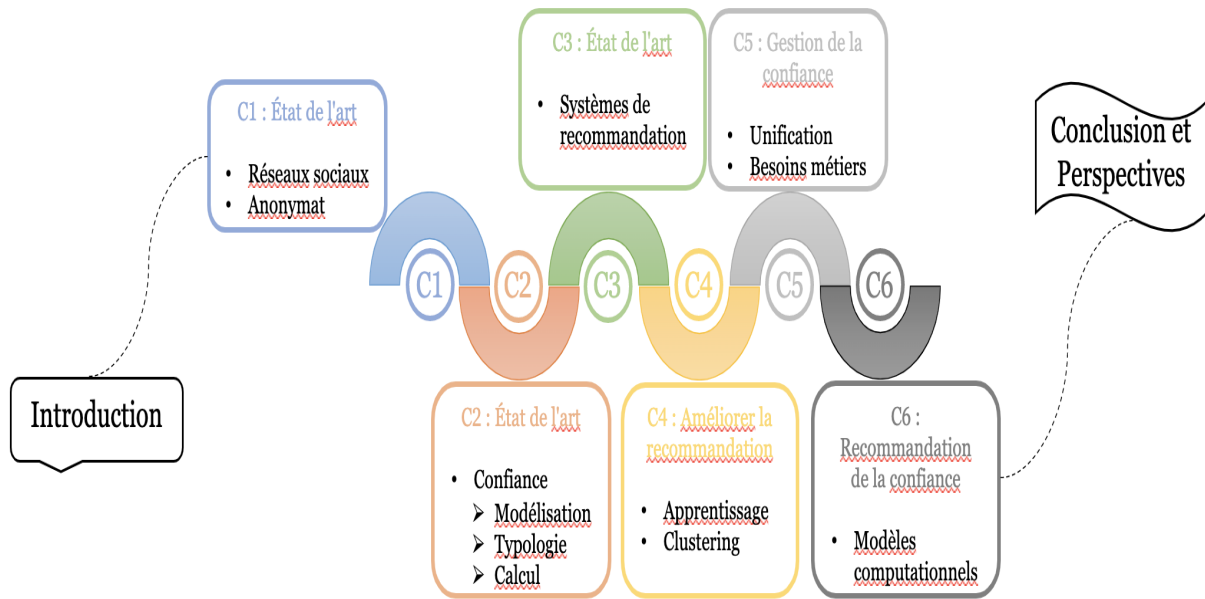 Introduction
C1 : État de l'art
• Réseaux sociaux
• Anonymat
C1
C2
C2 : État de l'art
• Confiance
➢ Modélisation
➢ Typologie
➢ Calcul
C3 : État de l'art
• Systèmes de
recommandation
C3
C4
C4 : Améliorer la
recommandation
• Apprentissage
• Clustering
C5 : Gestion de la
confiance
• Unification
• Besoins métiers
C5
C6
C6 :
Recommandation
de la confiance
• Modèles
computationnels
Conclusion et
Perspectives